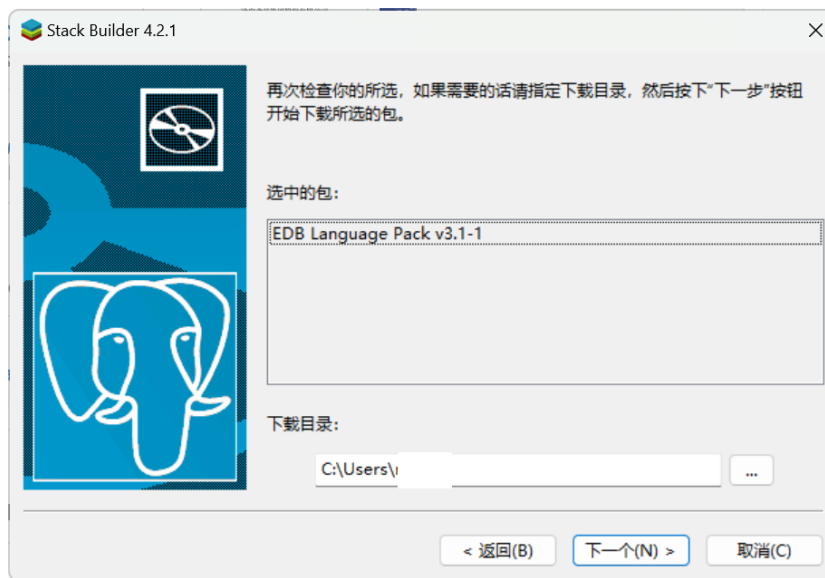 Stack Builder 4.2.1
再次检查你的所选，如果需要的话请指定下载目录，然后按下“下一步”按钮
开始下载所选的包。
选中的包：
EDB Language Pack v3.1-1
下载目录：
C:\Users\
...
< 返回(B)
下一个(N) >
取消(C)